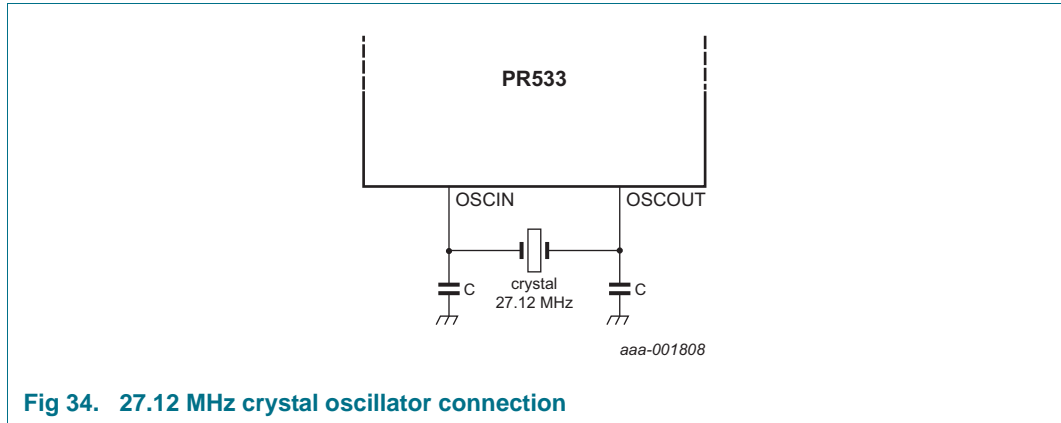 PR533
OSCIN OSCOUT
C crystal C
27.12 MHz
aaa-001808
Fig 34. 27.12 MHz crystal oscillator connection